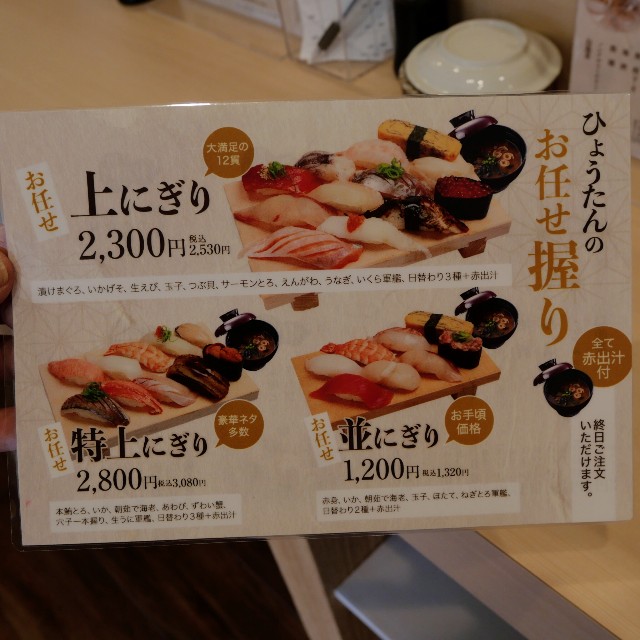 ひょうたんの
お任せ握り
全て
赤出汁
付
終日ご注文
いただけます。
大満足の
12貫
お任せ
上にぎり
2,300円 税込2,530円
漬けまぐろ、いかげそ、生えび、玉子、つぶ貝、サーモンとろ、えんがわ、うなぎ、いくら軍艦、日替わり3種＋赤出汁
豪華ネタ
多数
お任せ
特上にぎり
2,800円 税込3,080円
本鮪とろ、いか、朝茹で海老、あわび、ずわい蟹、
穴子一本握り、生うに軍艦、日替わり3種＋赤出汁
お手頃
価格
お任せ
並にぎり
1,200円 税込1,320円
赤身、いか、朝茹で海老、玉子、ほたて、ねぎとろ軍艦、
日替わり2種＋赤出汁